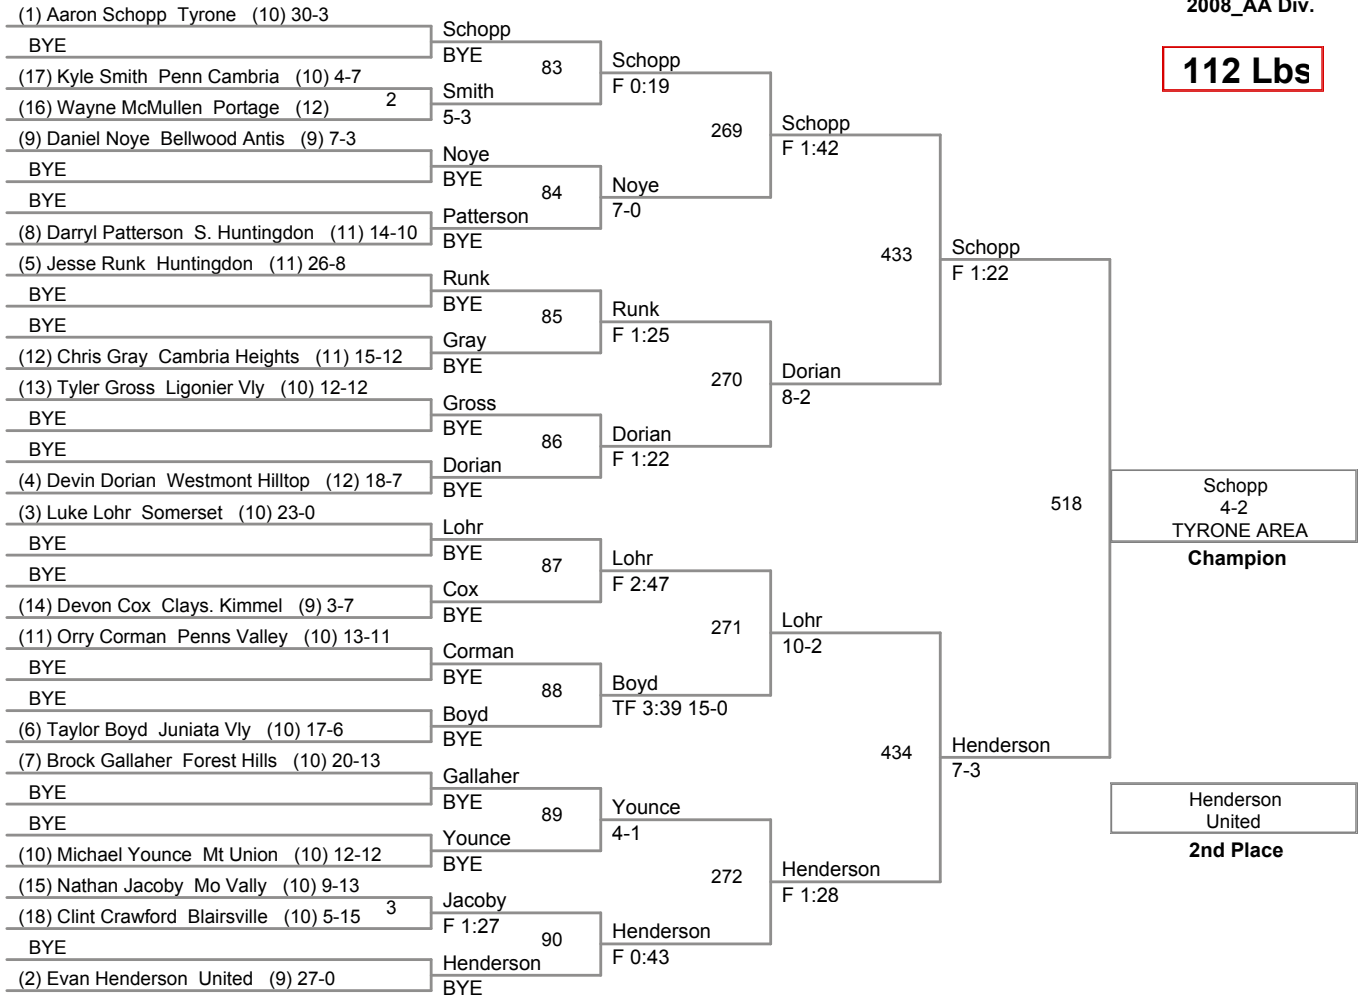 2008_AA Div.
112 Lbs
(1) Aaron Schopp Tyrone (10) 30-3
BYE
(17) Kyle Smith Penn Cambria (10) 4-7
2
(16) Wayne McMullen Portage (12)
(9) Daniel Noye Bellwood Antis (9) 7-3
BYE
BYE
(8) Darryl Patterson S. Huntingdon (11) 14-10
(5) Jesse Runk Huntingdon (11) 26-8
BYE
BYE
(12) Chris Gray Cambria Heights (11) 15-12
(13) Tyler Gross Ligonier Vly (10) 12-12
BYE
BYE
(4) Devin Dorian Westmont Hilltop (12) 18-7
(3) Luke Lohr Somerset (10) 23-0
BYE
BYE
(14) Devon Cox Clays. Kimmel (9) 3-7
(11) Orry Corman Penns Valley (10) 13-11
BYE
BYE
(6) Taylor Boyd Juniata Vly (10) 17-6
(7) Brock Gallaher Forest Hills (10) 20-13
BYE
BYE
(10) Michael Younce Mt Union (10) 12-12
(15) Nathan Jacoby Mo Vally (10) 9-13
3
(18) Clint Crawford Blairsville (10) 5-15
BYE
(2) Evan Henderson United (9) 27-0
Schopp
BYE
83
Smith
5-3
Noye
BYE
84
Patterson
BYE
Runk
BYE
85
Gray
BYE
Gross
BYE
86
Dorian
BYE
Lohr
BYE
87
Cox
BYE
Corman
BYE
88
Boyd
BYE
Gallaher
BYE
89
Younce
BYE
Jacoby
F 1:27
90
Henderson
BYE
Schopp
F 0:19
269
Noye
7-0
Runk
F 1:25
270
Dorian
F 1:22
Lohr
F 2:47
271
Boyd
TF 3:39 15-0
Younce
4-1
272
Henderson
F 0:43
Schopp
F 1:42
433
Dorian
8-2
Lohr
10-2
434
Henderson
F 1:28
Schopp
F 1:22
518
Henderson
7-3
Schopp
4-2
TYRONE AREA
Champion
Henderson
United
2nd Place